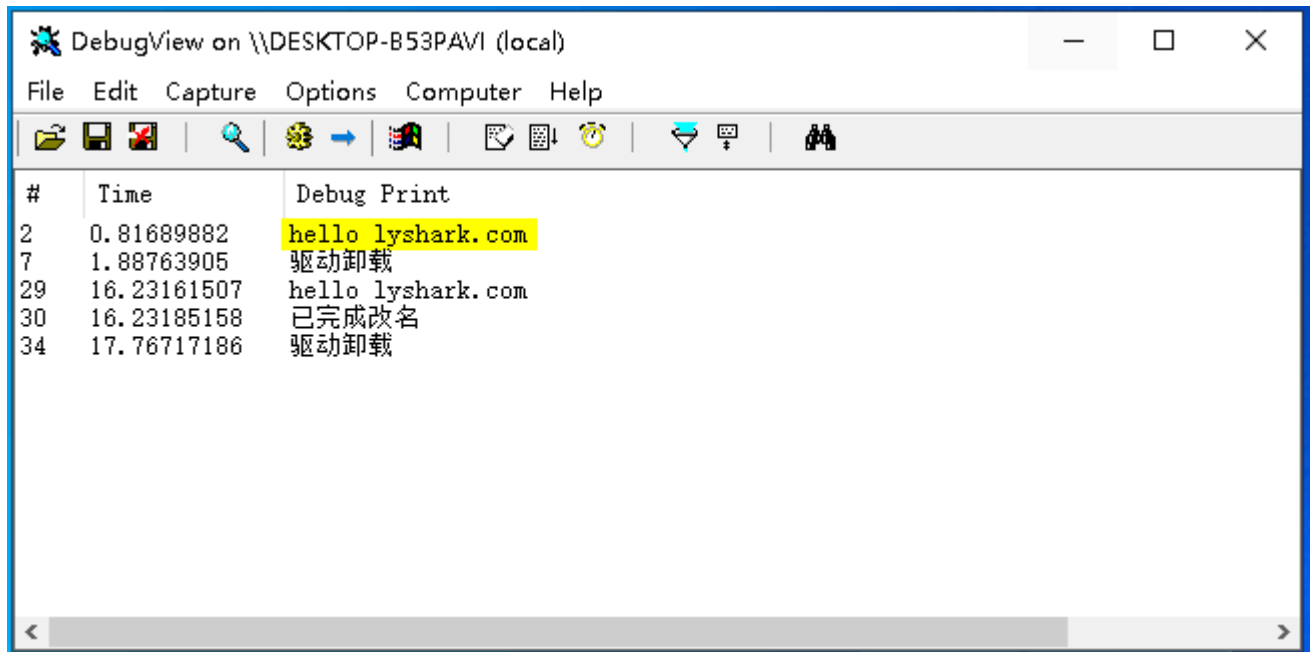 DebugView on \\DESKTOP-B53PAVI (local)
File Edit Capture Options Computer Help
# Time Debug Print
2 0.81689882 hello lyshark.com
7 1.88763905 驱动卸载
29 16.23161507 hello lyshark.com
30 16.23185158 已完成改名
34 17.76717186 驱动卸载